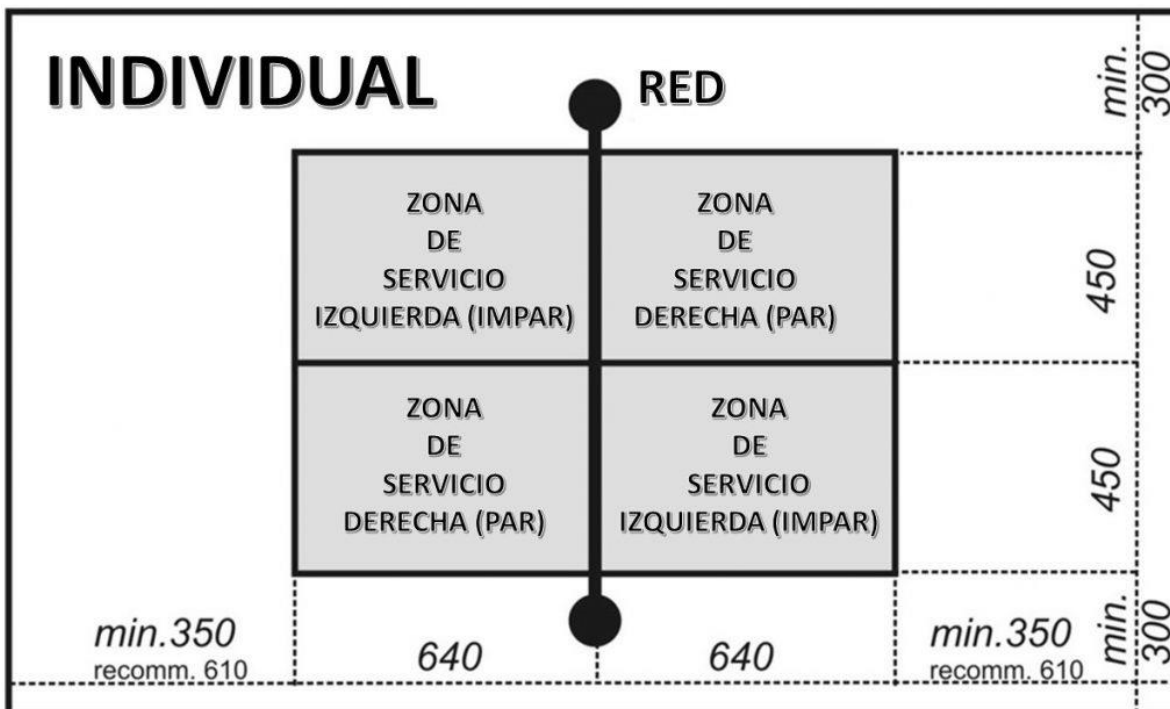 INDIVIDUAL
RED
min.
300
ZONA
DE
SERVICIO
IZQUIERDA (IMPAR)
ZONA
DE
SERVICIO
DERECHA (PAR)
450
ZONA
DE
SERVICIO
DERECHA (PAR)
ZONA
DE
SERVICIO
IZQUIERDA (IMPAR)
450
min.350
recomm. 610
640
640
min.350
recomm. 610
min.
300